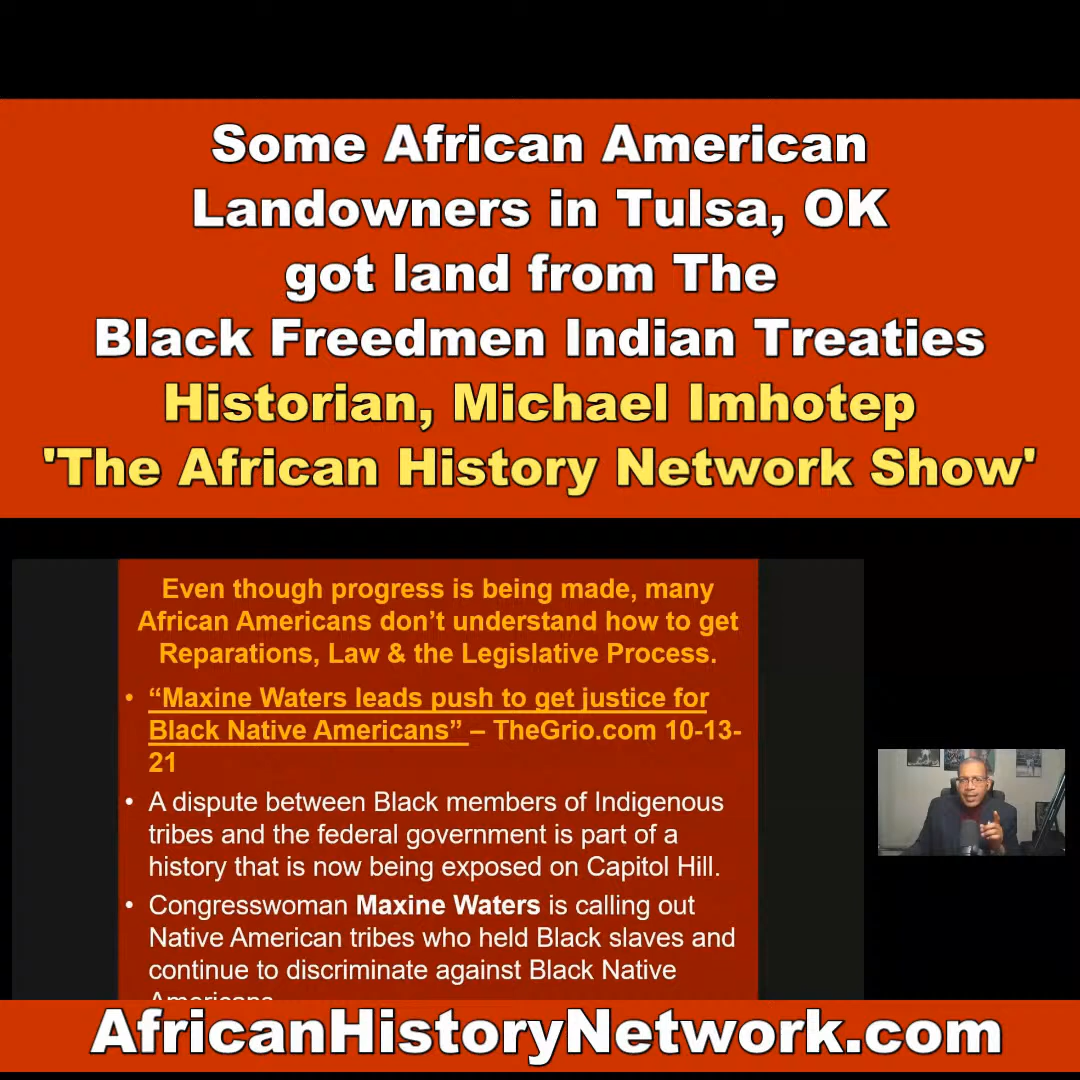 Some African American
Landowners in Tulsa, OK
got land from The
Black Freedmen Indian Treaties
Historian, Michael Imhotep
'The African History Network Show'
Even though progress is being made, many
African Americans don’t understand how to get
Reparations, Law & the Legislative Process.
• “Maxine Waters leads push to get justice for
Black Native Americans” – TheGrio.com 10-13-
21
• A dispute between Black members of Indigenous
tribes and the federal government is part of a
history that is now being exposed on Capitol Hill.
• Congresswoman Maxine Waters is calling out
Native American tribes who held Black slaves and
continue to discriminate against Black Native
Americans.
AfricanHistoryNetwork.com